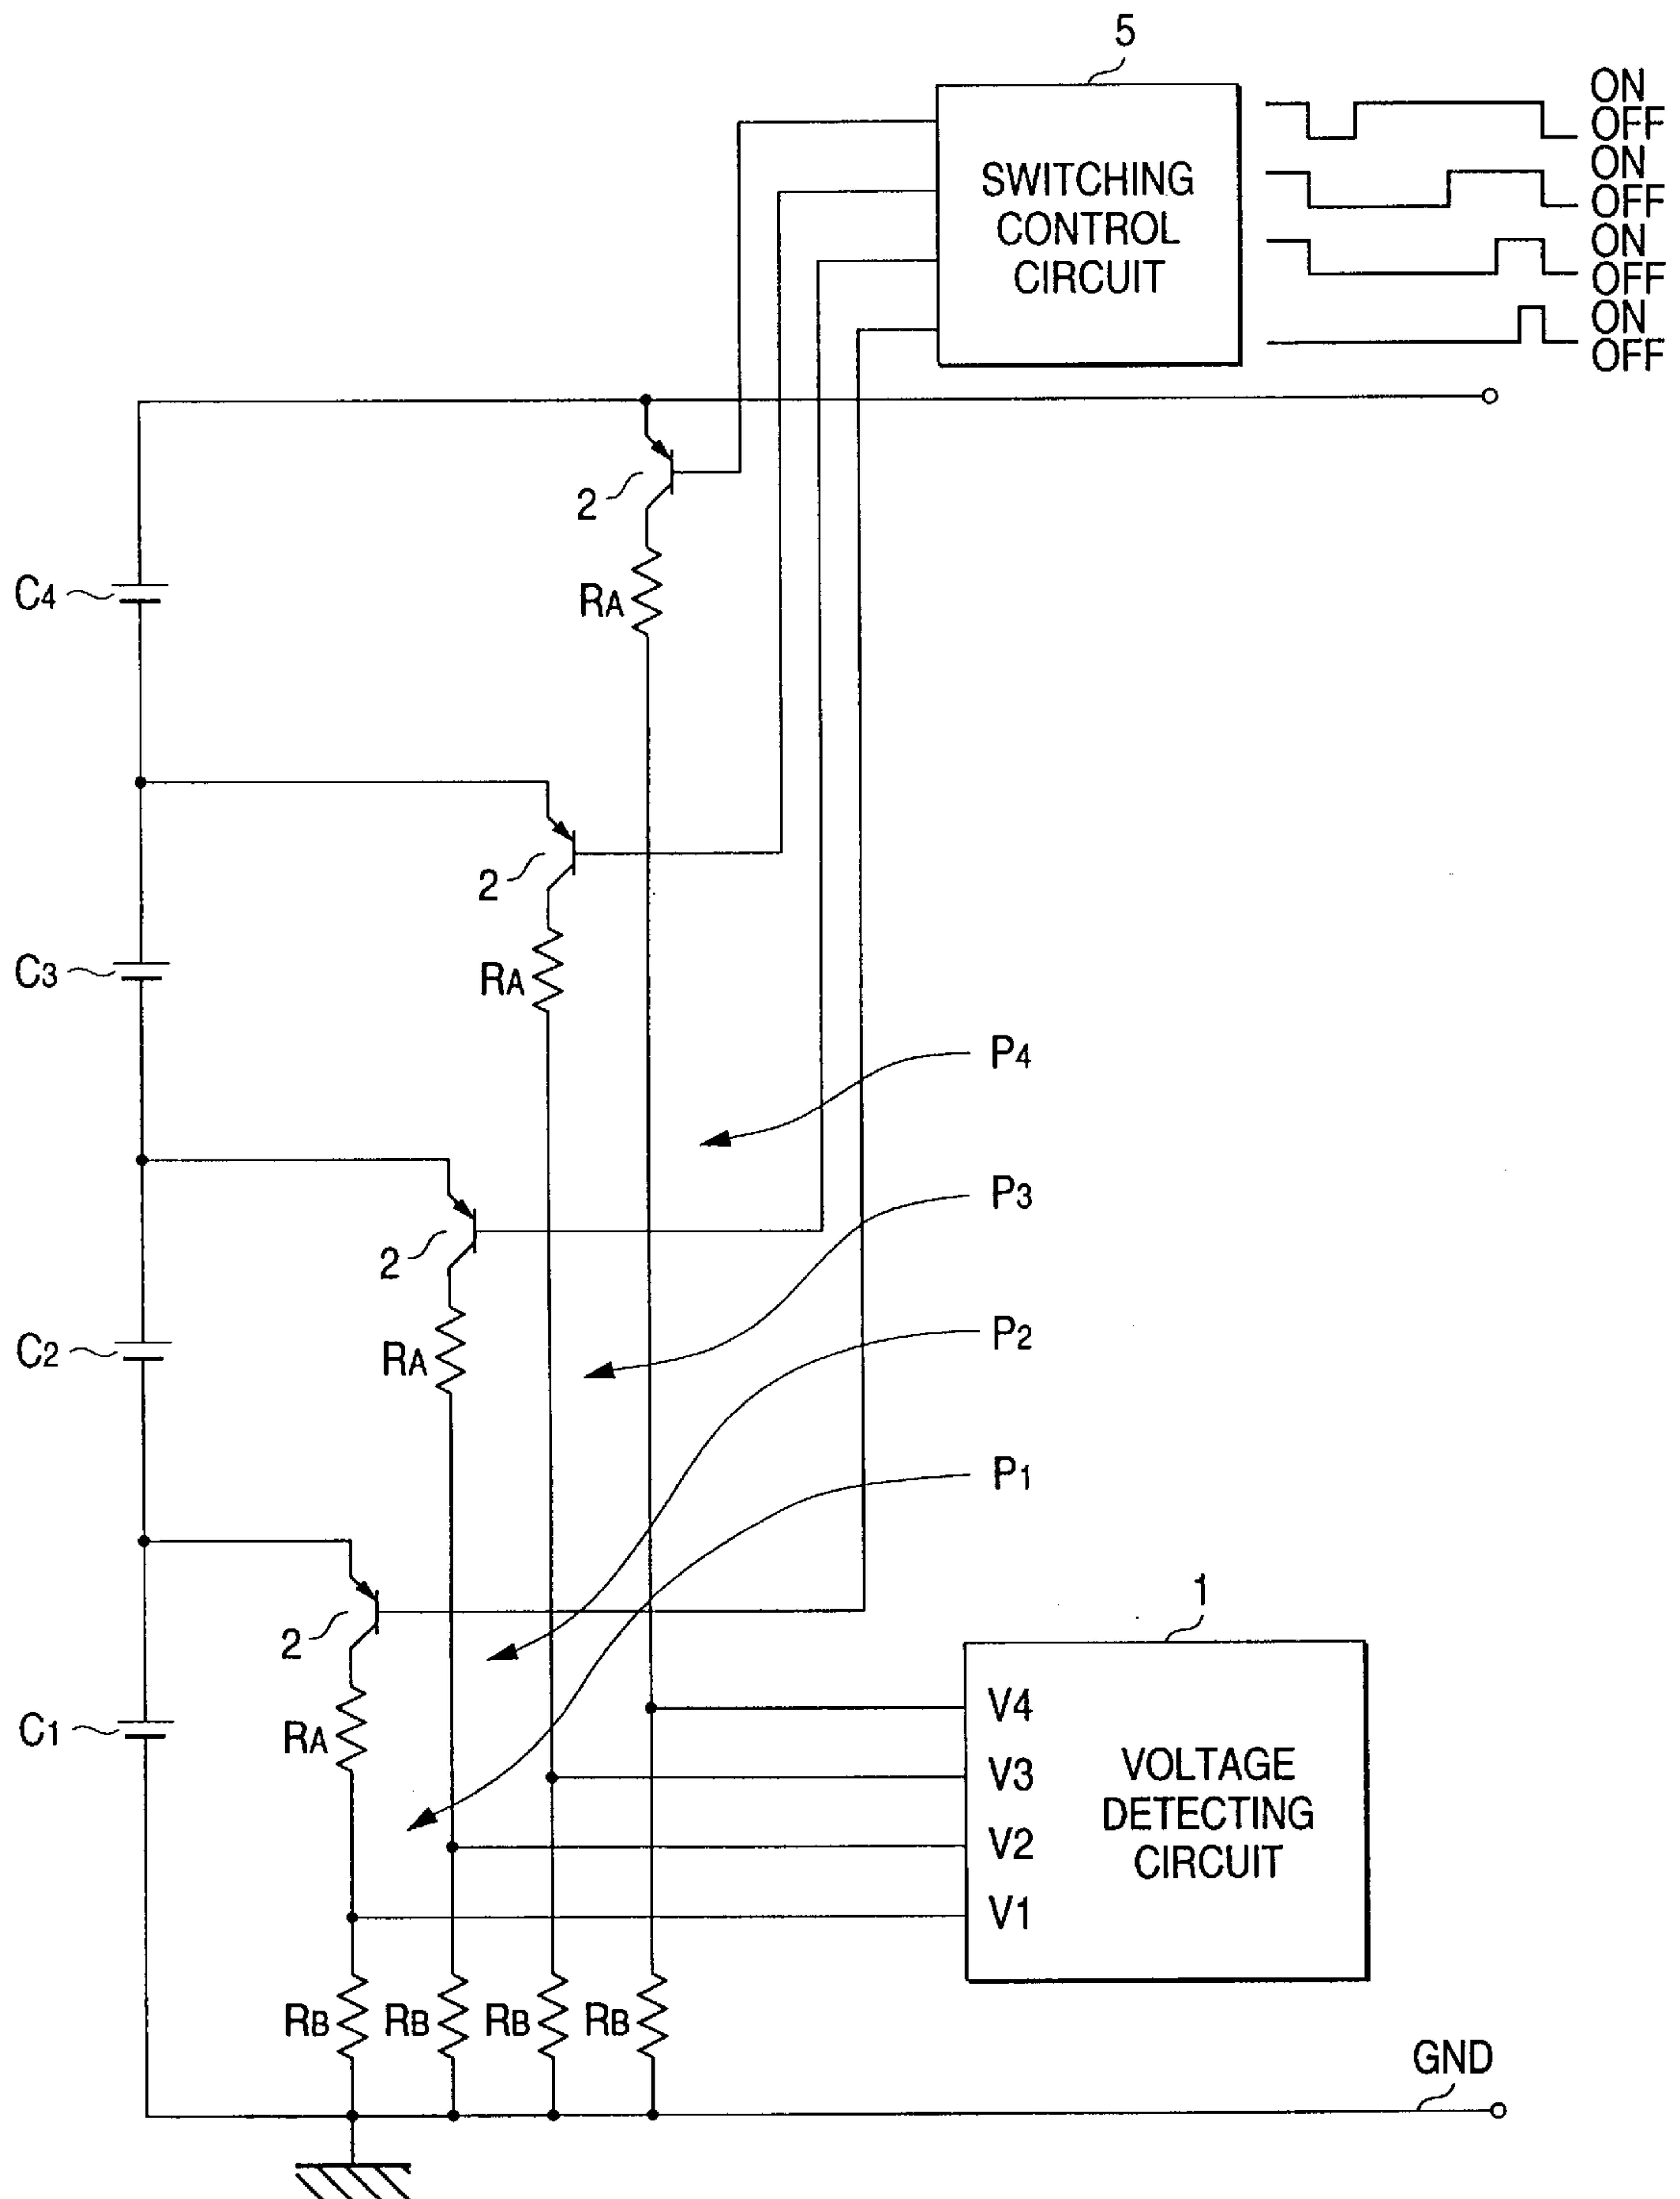 5
SWITCHING
CONTROL
CIRCUIT
ON
OFF
ON
OFF
ON
OFF
ON
OFF
2
C4
RA
2
C3
RA
P4
P3
2
C2
RA
P2
P1
2
C1
RA
1
V4
V3
V2
V1
VOLTAGE
DETECTING
CIRCUIT
RB RB RB RB
GND